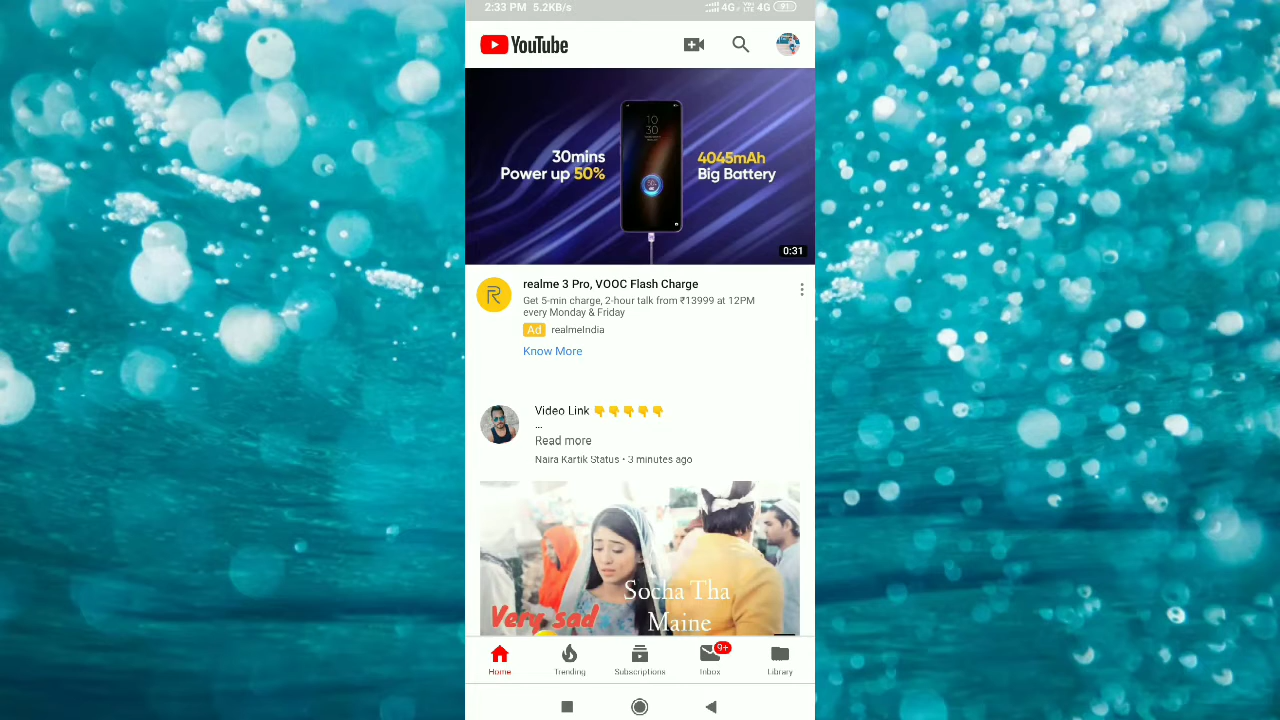 2:33 PM 5.2KB/s 4G 4G 91
YouTube
10
30
30mins
Power up 50%
4045mAh
Big Battery
0:31
realme 3 Pro, VOOC Flash Charge
Get 5-min charge, 2-hour talk from ₹13999 at 12PM
every Monday & Friday
Ad realmeIndia
Know More
Video Link 👇👇👇👇👇
...
Read more
Naira Kartik Status • 3 minutes ago
Socha Tha
Maine
Very sad
9+
Home Trending Subscriptions Inbox Library